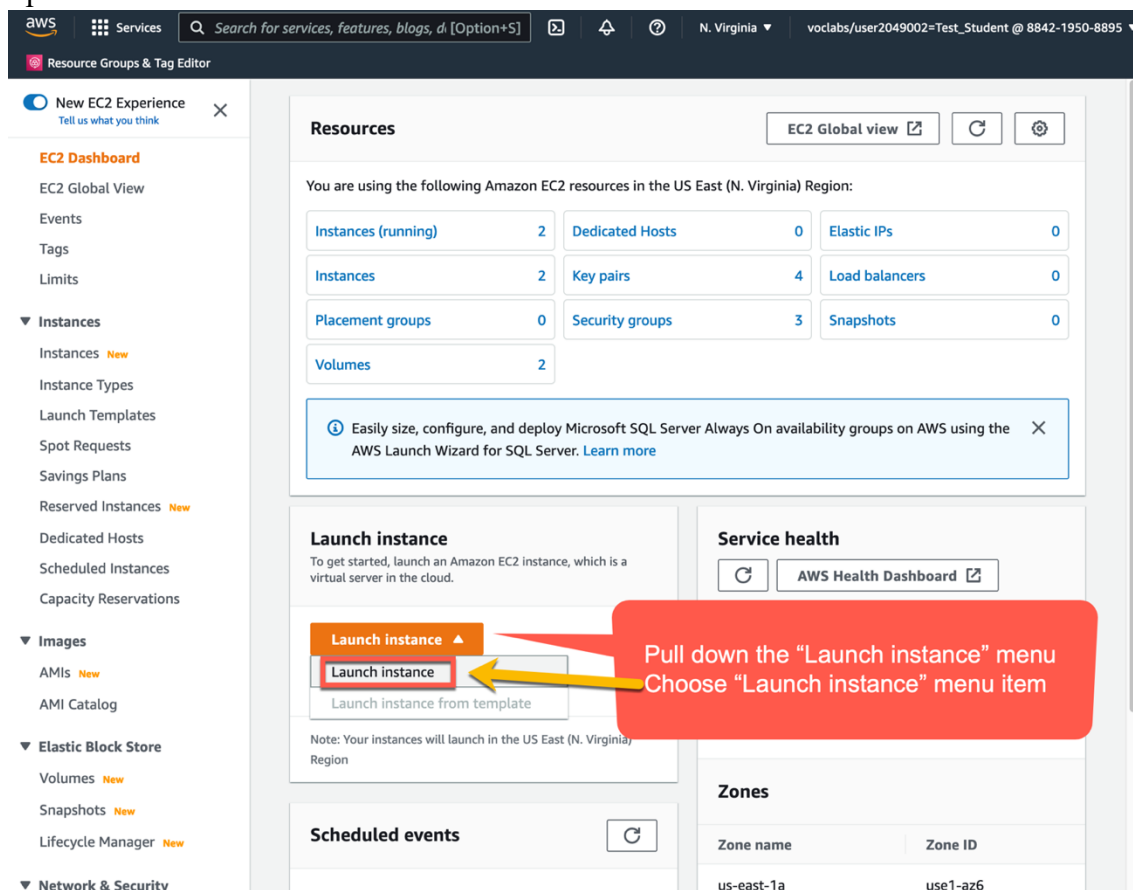 aws
Services
Search for services, features, blogs, d [Option+S]
N. Virginia ▼
voclabs/user2049002=Test_Student @ 8842-1950-8895 ▼
Resource Groups & Tag Editor
New EC2 Experience
Tell us what you think
EC2 Dashboard
EC2 Global View
Events
Tags
Limits
▼ Instances
Instances New
Instance Types
Launch Templates
Spot Requests
Savings Plans
Reserved Instances New
Dedicated Hosts
Scheduled Instances
Capacity Reservations
▼ Images
AMIs New
AMI Catalog
▼ Elastic Block Store
Volumes New
Snapshots New
Lifecycle Manager New
▼ Network & Security
Resources
EC2 Global view
You are using the following Amazon EC2 resources in the US East (N. Virginia) Region:
Instances (running) 2
Dedicated Hosts 0
Elastic IPs 0
Instances 2
Key pairs 4
Load balancers 0
Placement groups 0
Security groups 3
Snapshots 0
Volumes 2
Easily size, configure, and deploy Microsoft SQL Server Always On availability groups on AWS using the
AWS Launch Wizard for SQL Server. Learn more
Launch instance
To get started, launch an Amazon EC2 instance, which is a
virtual server in the cloud.
Launch instance ▲
Launch instance
Launch instance from template
Note: Your instances will launch in the US East (N. Virginia)
Region
Scheduled events
Service health
AWS Health Dashboard
Pull down the “Launch instance” menu
Choose “Launch instance” menu item
Zones
Zone name
Zone ID
us-east-1a
use1-az6